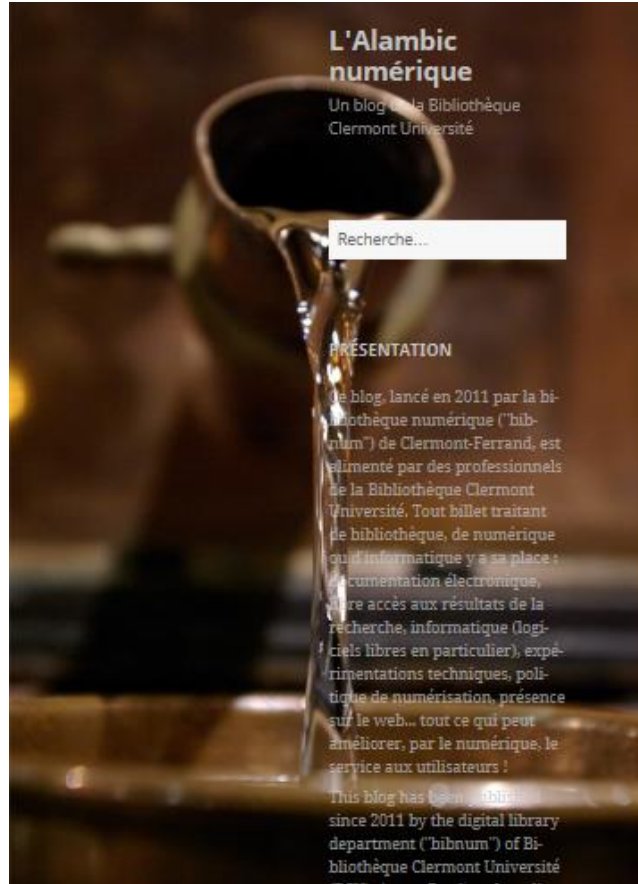 L'Alambic
numérique
Un blog de la Bibliothèque
Clermont Université
Recherche...
PRÉSENTATION
Ce blog, lancé en 2011 par la bi-
bliothèque numérique ("bib-
num") de Clermont-Ferrand, est
alimenté par des professionnels
de la Bibliothèque Clermont
Université. Tout billet traitant
de bibliothèque, de numérique
ou d'informatique y a sa place :
documentation électronique,
libre accès aux résultats de la
recherche, informatique (logi-
ciels libres en particulier), expé-
rimentations techniques, poli-
tique de numérisation, présence
sur le web... tout ce qui peut
améliorer, par le numérique, le
service aux utilisateurs !
This blog has been published
since 2011 by the digital library
department ("bibnum") of Bi-
bliothèque Clermont Université